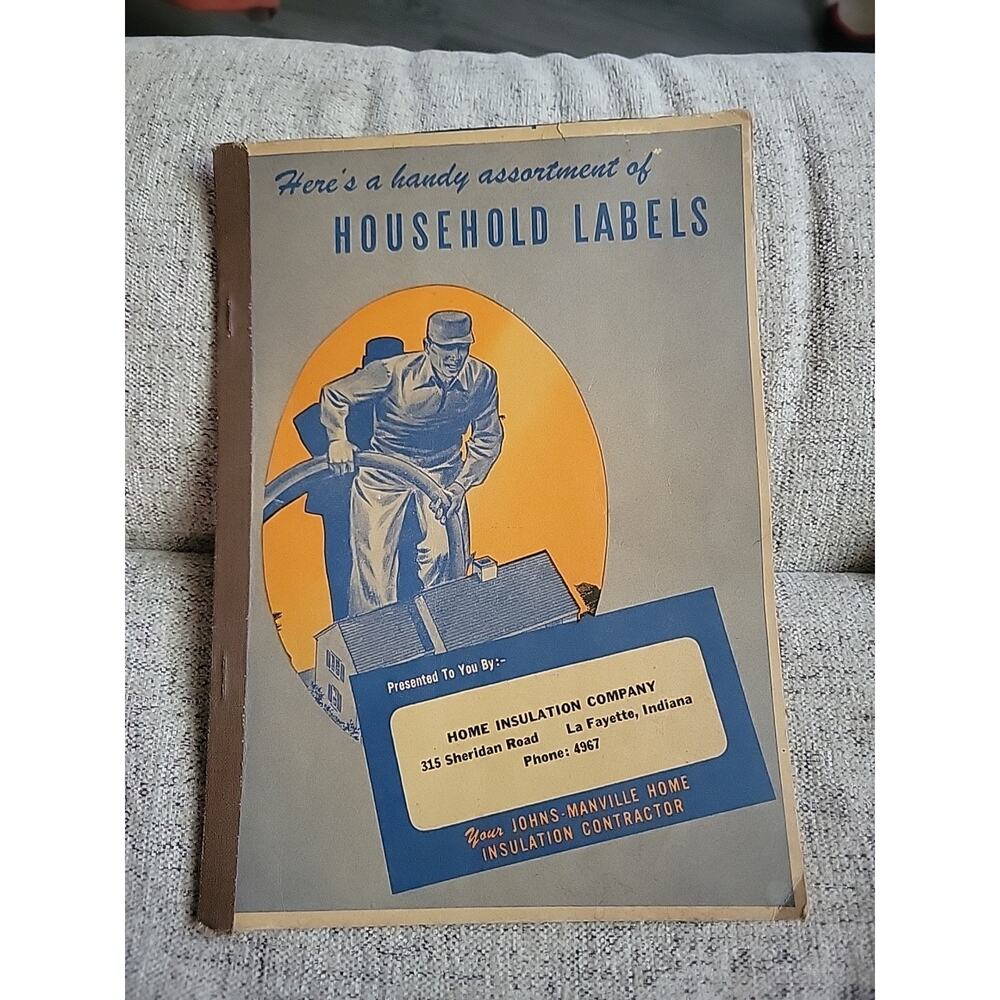 Here's a handy assortment of
HOUSEHOLD LABELS
Presented To You By:-
HOME INSULATION COMPANY
315 Sheridan Road La Fayette, Indiana
Phone: 4967
Your JOHNS-MANVILLE HOME
INSULATION CONTRACTOR